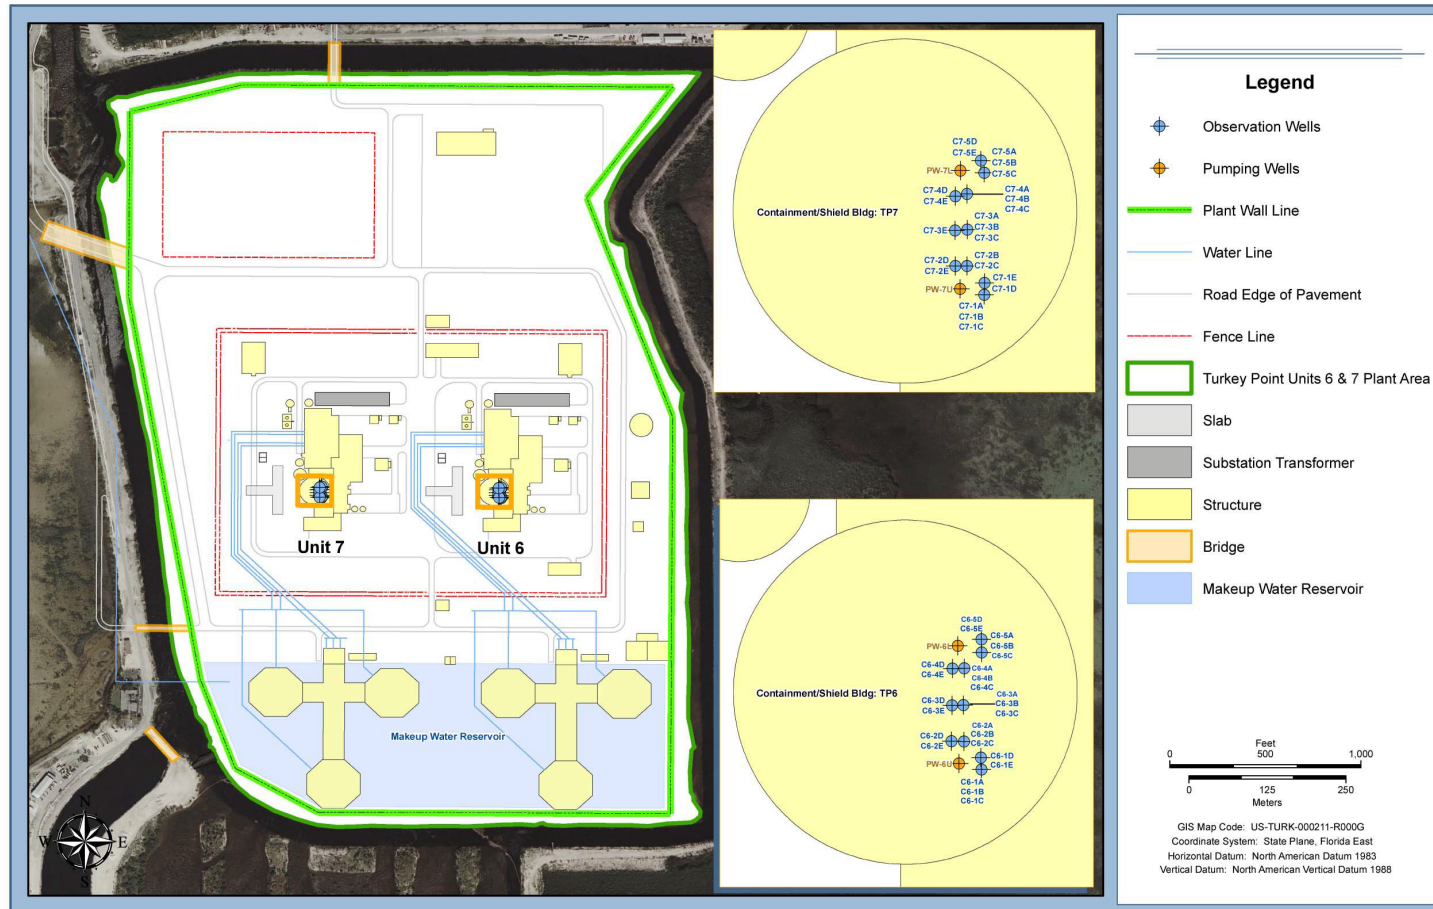 C7-5D
C7-5E
C7-5A
C7-5B
C7-5C
PW-7L
C7-4D
C7-4E
C7-4A
C7-4B
C7-4C
Containment/Shield Bldg: TP7
C7-3A
C7-3B
C7-3C
C7-3E
C7-2D
C7-2E
C7-2B
C7-2C
C7-1E
C7-1D
PW-7U
C7-1A
C7-1B
C7-1C
Unit 7
Unit 6
Makeup Water Reservoir
N
W
E
S
C6-5D
C6-5E
C6-5A
C6-5B
C6-5C
PW-6L
C6-4D
C6-4E
C6-4A
C6-4B
C6-4C
Containment/Shield Bldg: TP6
C6-3D
C6-3E
C6-3A
C6-3B
C6-3C
C6-2A
C6-2B
C6-2C
C6-2D
C6-2E
C6-1D
C6-1E
PW-6U
C6-1A
C6-1B
C6-1C
Legend
Observation Wells
Pumping Wells
Plant Wall Line
Water Line
Road Edge of Pavement
Fence Line
Turkey Point Units 6 & 7 Plant Area
Slab
Substation Transformer
Structure
Bridge
Makeup Water Reservoir
Feet
0 500 1,000
0 125 250
Meters
GIS Map Code: US-TURK-000211-R000G
Coordinate System: State Plane, Florida East
Horizontal Datum: North American Datum 1983
Vertical Datum: North American Vertical Datum 1988